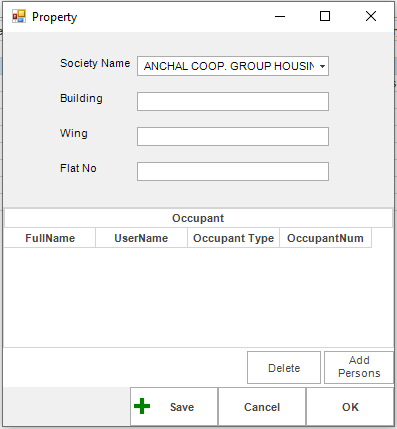 Property
Society Name ANCHAL COOP. GROUP HOUSIN
Building
Wing
Flat No
Occupant
FullName UserName Occupant Type OccupantNum
Delete Add Persons
Save Cancel OK